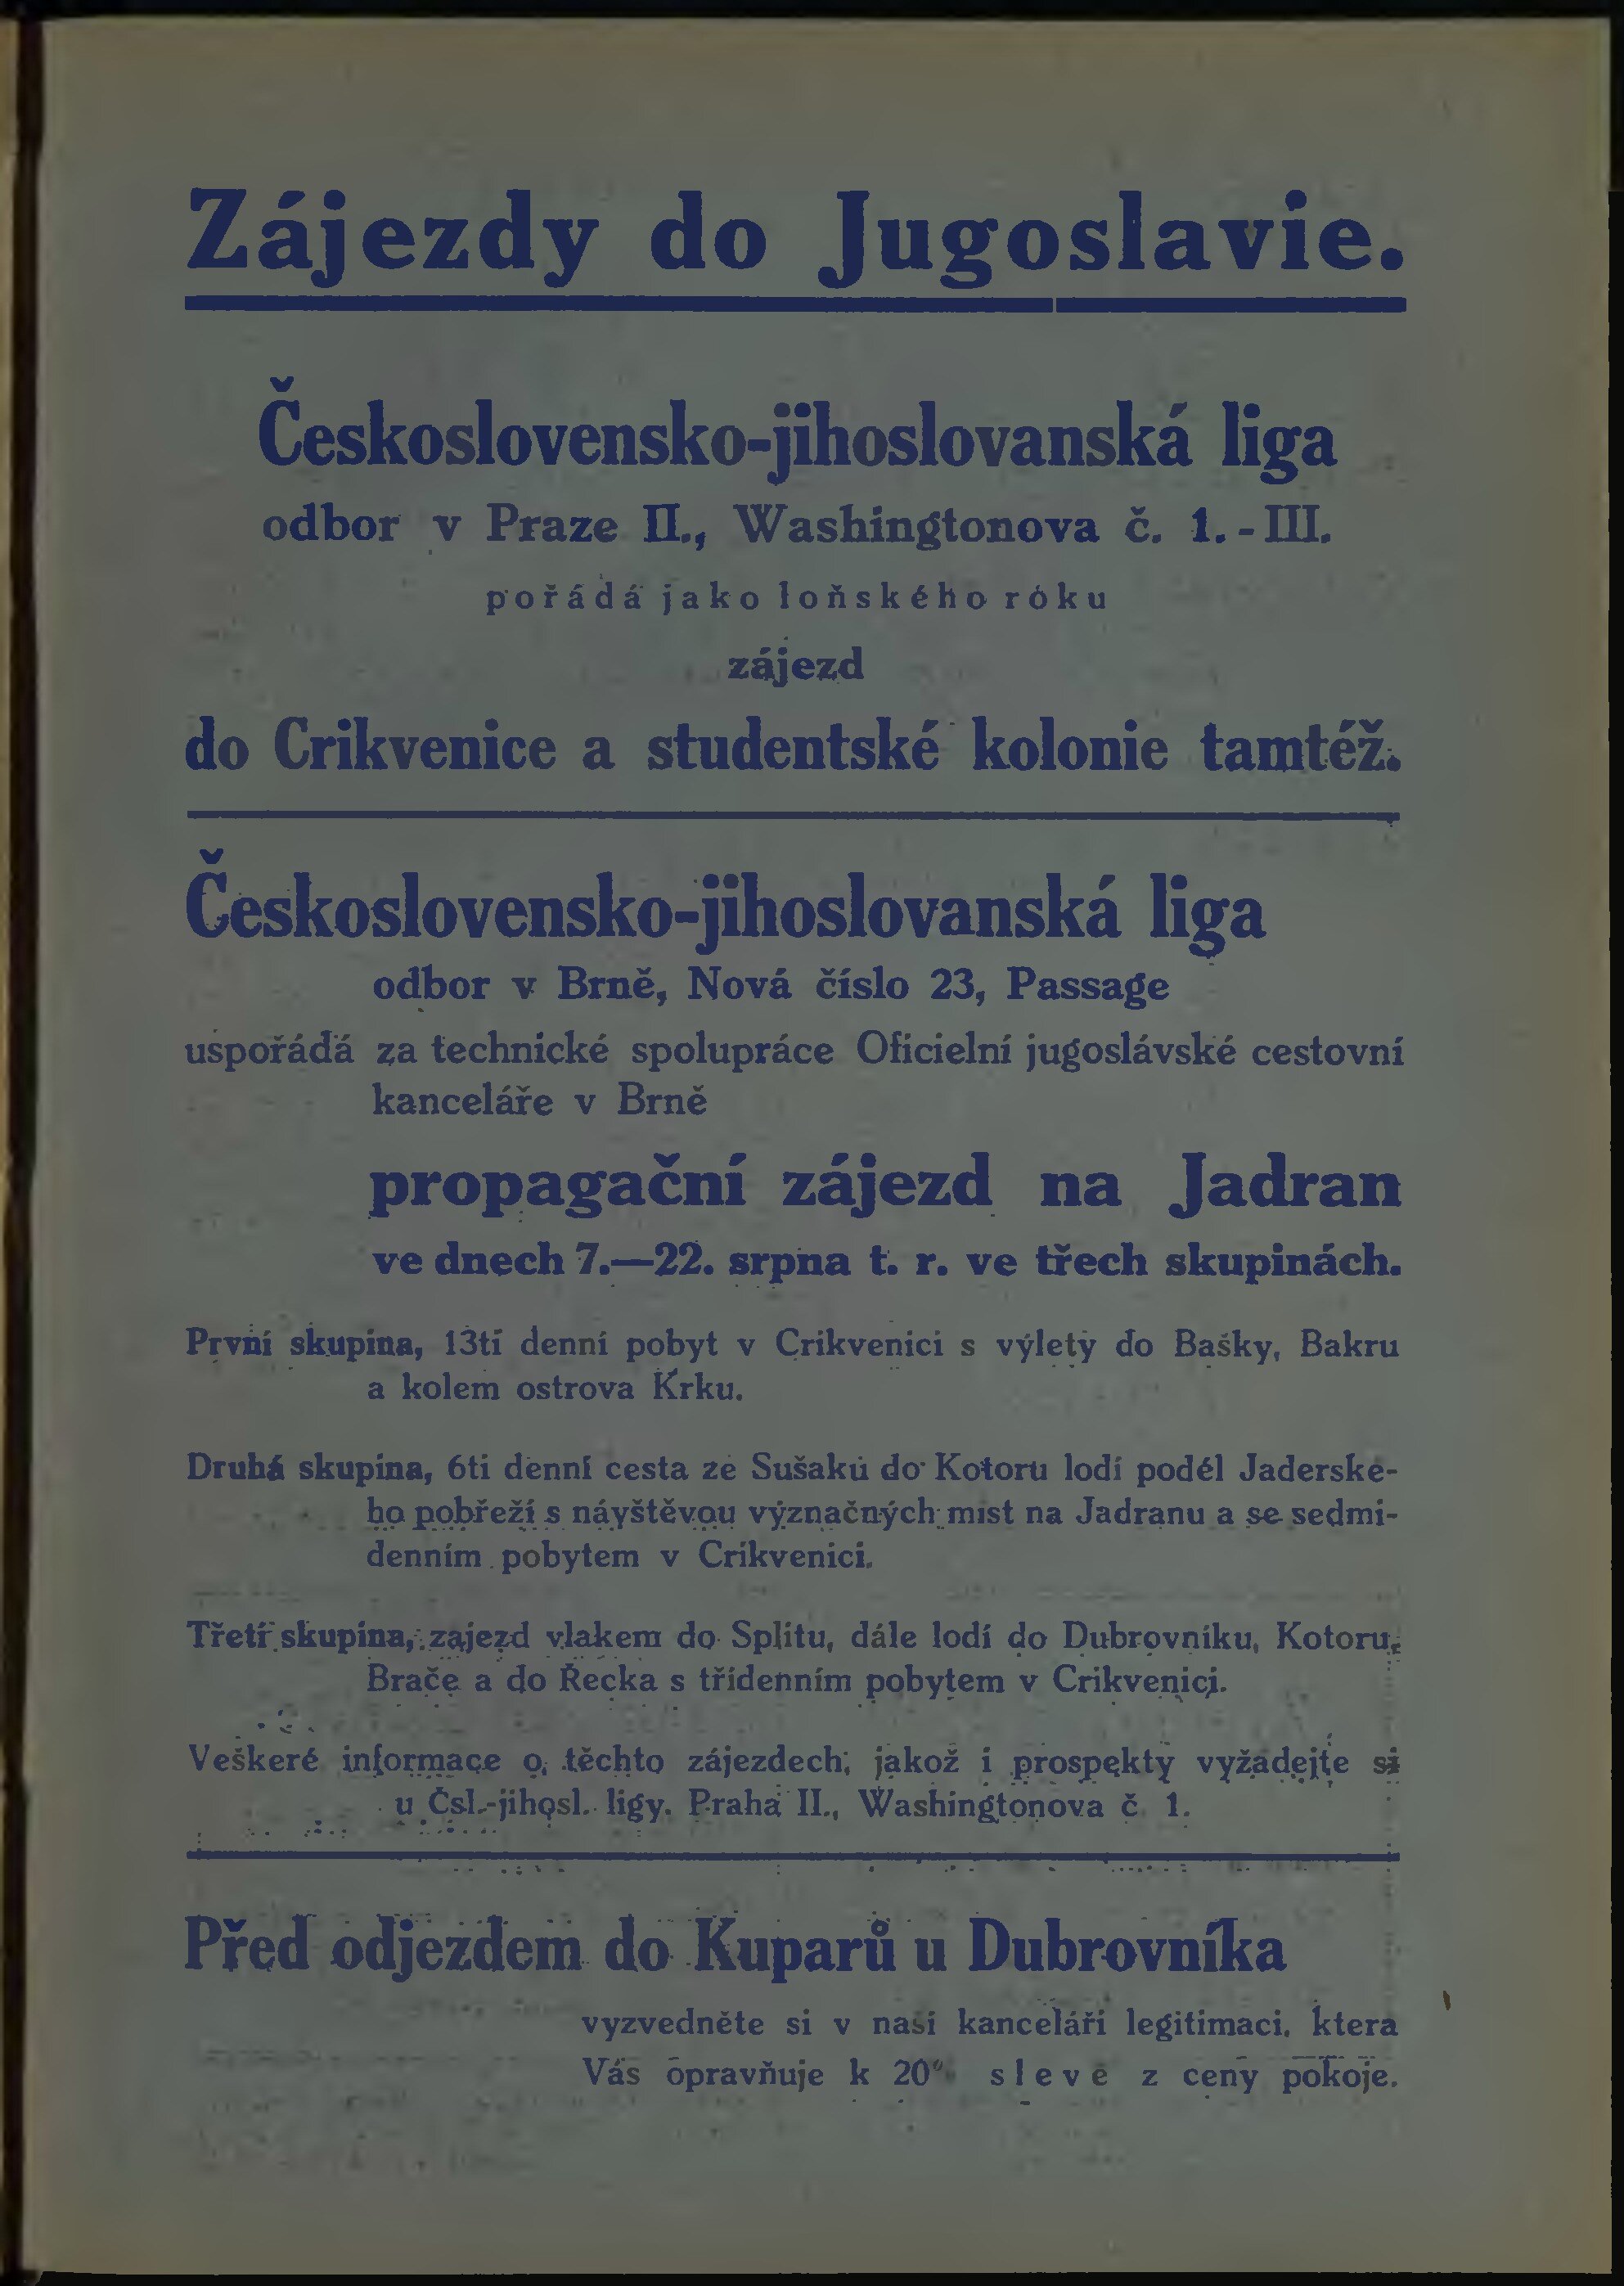 Zájezdy do Jugoslavie.
Československo-jihoslovanská liga
odbor v Praze II., Washingtonova č. 1. - III.
pořádá jako loňského roku
zájezd
do Crikvenice a studentské kolonie tamtéž.
Československo-jihoslovanská liga
odbor v Brně, Nová číslo 23, Passage
uspořádá za technické spolupráce Oficielní jugoslávské cestovní
kanceláře v Brně
propagační zájezd na Jadran
ve dnech 7.—22. srpna t. r. ve třech skupinách.
První skupina, 13ti denní pobyt v Crikvenici s výlety do Bašky, Bakru
a kolem ostrova Krku.
Druhá skupina, 6ti denní cesta ze Sušaku do Kotoru lodí podél Jaderské-
ho pobřeží s návštěvou význačných míst na Jadranu a se sedmi-
denním pobytem v Crikvenici.
Třetí skupina, zájezd vlakem do Splitu, dále lodí do Dubrovníku, Kotoru,
Brače a do Řecka s třídenním pobytem v Crikvenici.
Veškeré informace o těchto zájezdech, jakož i prospekty vyžádejte si
u Čsl.-jihosl. ligy. Praha II., Washingtonova č. 1.
Před odjezdem do Kuparů u Dubrovníka
vyzvedněte si v naší kanceláři legitimaci, která
Vás opravňuje k 20% slevě z ceny pokoje.